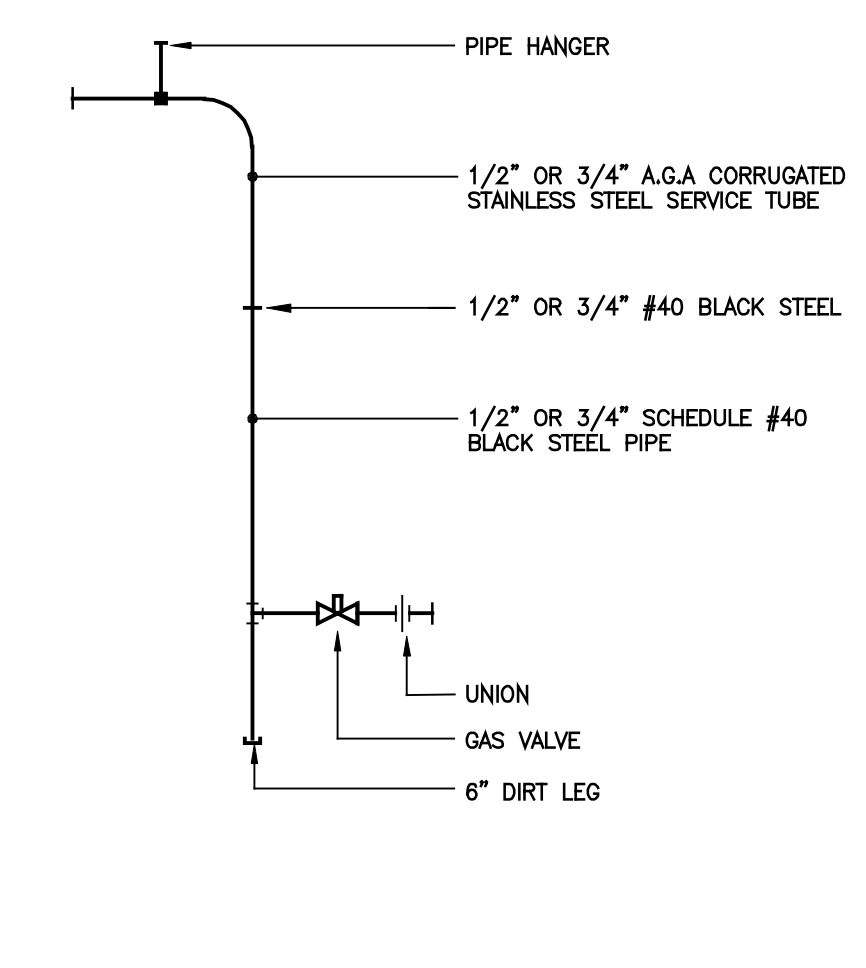 PIPE HANGER
1/2" OR 3/4" A.G.A CORRUGATED
STAINLESS STEEL SERVICE TUBE
1/2" OR 3/4" #40 BLACK STEEL
1/2" OR 3/4" SCHEDULE #40
BLACK STEEL PIPE
UNION
GAS VALVE
6" DIRT LEG